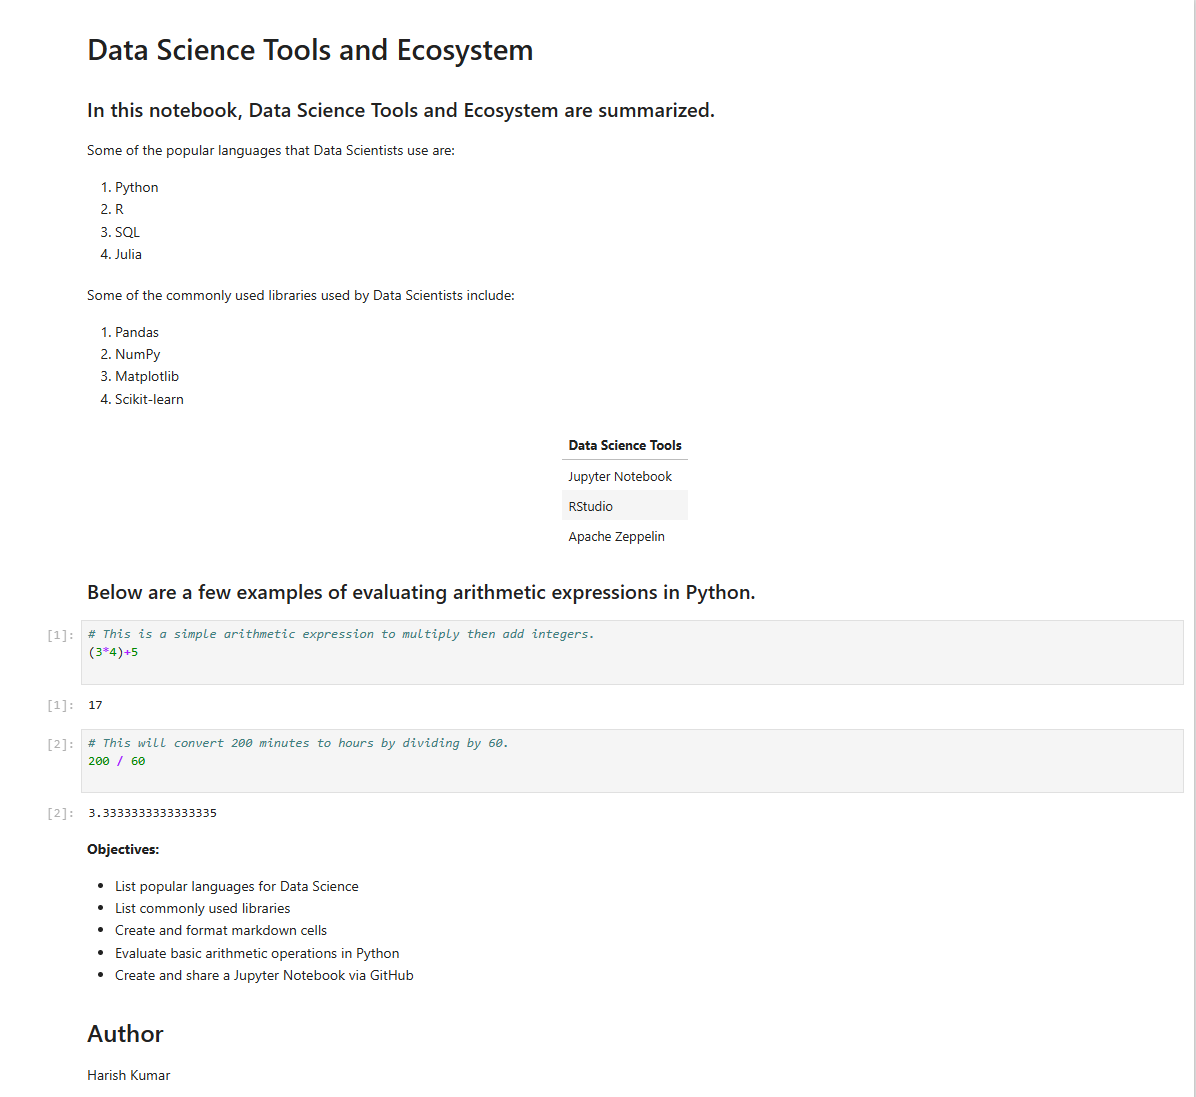 Data Science Tools and Ecosystem
In this notebook, Data Science Tools and Ecosystem are summarized.
Some of the popular languages that Data Scientists use are:
1. Python
2. R
3. SQL
4. Julia
Some of the commonly used libraries used by Data Scientists include:
1. Pandas
2. NumPy
3. Matplotlib
4. Scikit-learn
Data Science Tools
Jupyter Notebook
RStudio
Apache Zeppelin
Below are a few examples of evaluating arithmetic expressions in Python.
[1]: # This is a simple arithmetic expression to multiply then add integers.
(3*4)+5
[1]: 17
[2]: # This will convert 200 minutes to hours by dividing by 60.
200 / 60
[2]: 3.3333333333333335
Objectives:
• List popular languages for Data Science
• List commonly used libraries
• Create and format markdown cells
• Evaluate basic arithmetic operations in Python
• Create and share a Jupyter Notebook via GitHub
Author
Harish Kumar